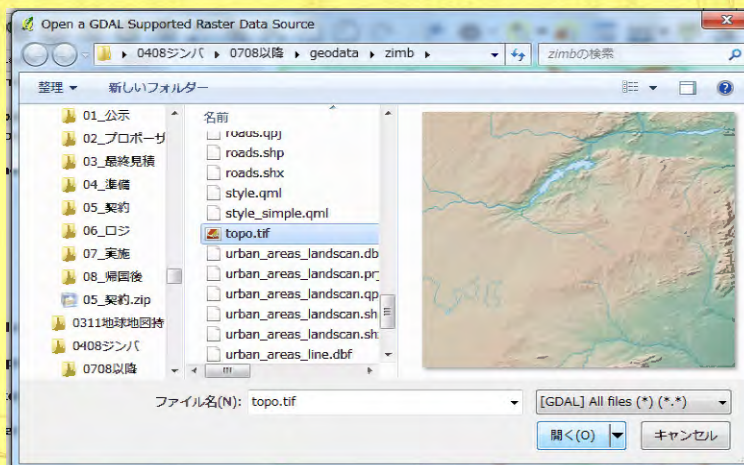 Open a GDAL Supported Raster Data Source
0408ジンバ ▸ 0708以降 ▸ geodata ▸ zimb ▸
zimbの検索
整理 ▾ 新しいフォルダー
01_公示
02_プロポーザ
03_最終見積
04_準備
05_契約
06_ロジ
07_実施
08_帰国後
05_契約.zip
0311地球地図持
0408ジンバ
0708以降
名前
roads.qpj
roads.shp
roads.shx
style.qml
style_simple.qml
topo.tif
urban_areas_landscan.db
urban_areas_landscan.pr
urban_areas_landscan.qp
urban_areas_landscan.sh
urban_areas_landscan.sh
urban_areas_line.dbf
ファイル名(N): topo.tif
[GDAL] All files (*) (*.*)
開く(O) キャンセル